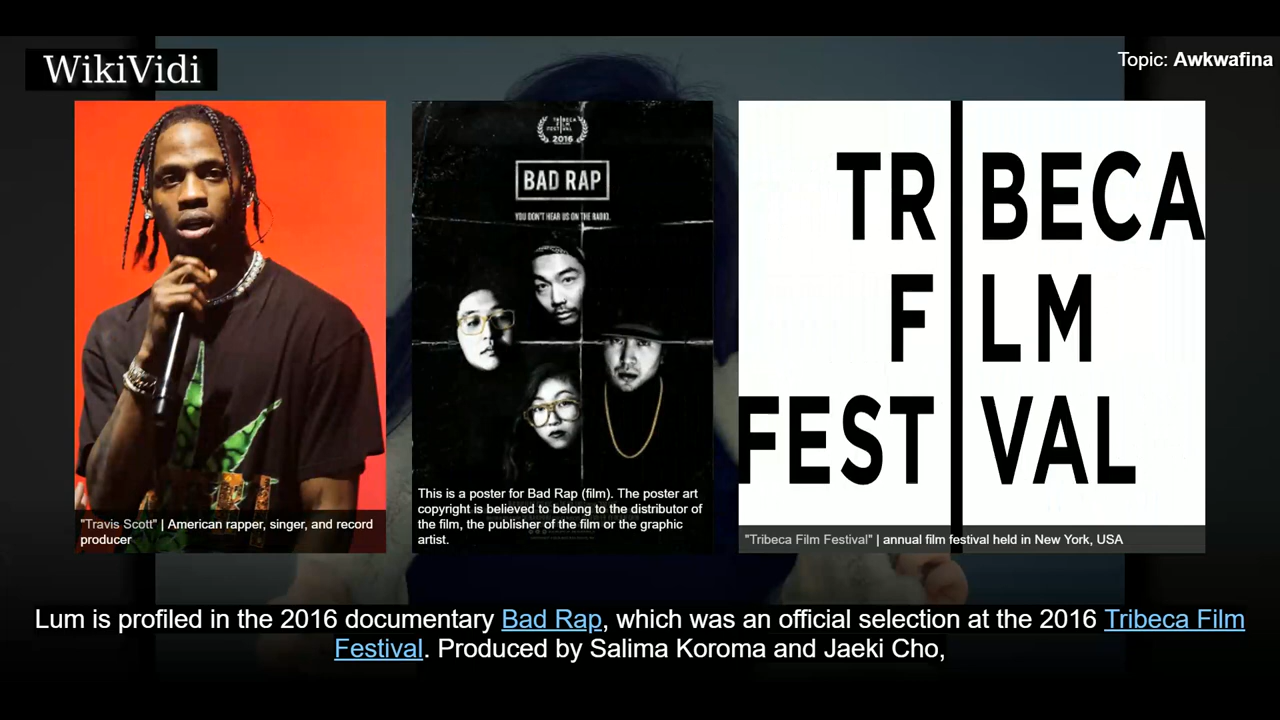 WikiVidi
Topic: Awkwafina
TRIBECA
FILM
FESTIVAL
2016
BAD RAP
YOU DON'T HEAR US ON THE RADIO.
TR BECA
F LM
FEST VAL
"Travis Scott" | American rapper, singer, and record
producer
This is a poster for Bad Rap (film). The poster art
copyright is believed to belong to the distributor of
the film, the publisher of the film or the graphic
artist.
"Tribeca Film Festival" | annual film festival held in New York, USA
Lum is profiled in the 2016 documentary Bad Rap, which was an official selection at the 2016 Tribeca Film
Festival. Produced by Salima Koroma and Jaeki Cho,